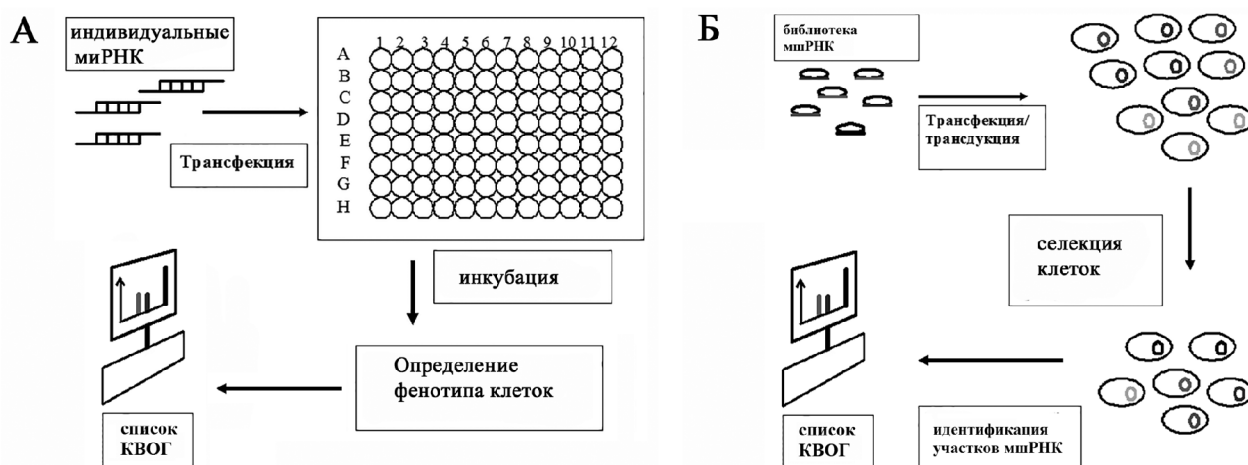 А
индивидуальные
миРНК
Трансфекция
1 2 3 4 5 6 7 8 9 10 11 12
A
B
C
D
E
F
G
H
инкубация
Определение
фенотипа клеток
список
КВОГ
Б
библиотека
мшРНК
Трансфекция/
трансдукция
селекция
клеток
идентификапия
участков мшРНК
список
КВОГ